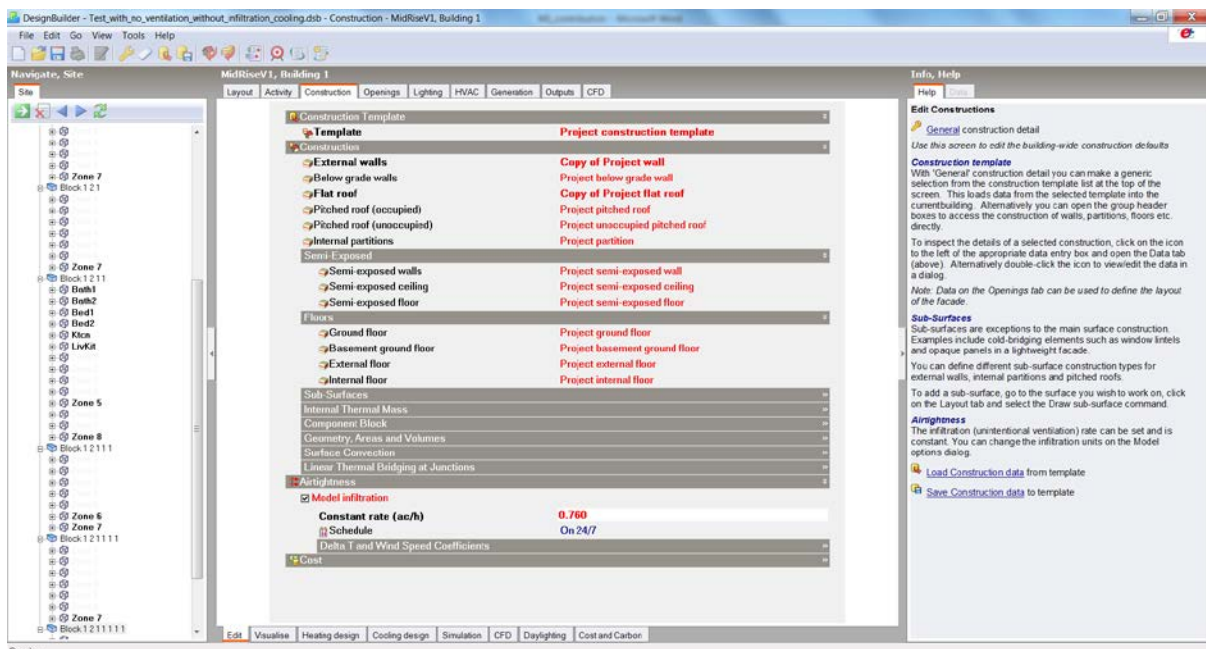 DesignBuilder - Test_with_no_ventilation_without_infiltration_cooling.dsb - Construction - MidRiseV1, Building 1
File Edit Go View Tools Help
Navigate, Site
Site
Zone 7
Block 1 2 1
Zone 7
Block 1 2 1 1
Bath1
Bath2
Bed1
Bed2
Ktcn
LivKit
Zone 5
Zone 8
Block 1 2 1 1 1
Zone 6
Zone 7
Block 1 2 1 1 1 1
Zone 7
Block 1 2 1 1 1 1 1
MidRiseV1, Building 1
Layout Activity Construction Openings Lighting HVAC Generation Outputs CFD
Construction Template
Template Project construction template
Construction
External walls Copy of Project wall
Below grade walls Project below grade wall
Flat roof Copy of Project flat roof
Pitched roof (occupied) Project pitched roof
Pitched roof (unoccupied) Project unoccupied pitched roof
Internal partitions Project partition
Semi-Exposed
Semi-exposed walls Project semi-exposed wall
Semi-exposed ceiling Project semi-exposed ceiling
Semi-exposed floor Project semi-exposed floor
Floors
Ground floor Project ground floor
Basement ground floor Project basement ground floor
External floor Project external floor
Internal floor Project internal floor
Sub-Surfaces
Internal Thermal Mass
Component Block
Geometry, Areas and Volumes
Surface Convection
Linear Thermal Bridging at Junctions
Airtightness
Model infiltration
Constant rate (ac/h) 0.760
Schedule On 24/7
Delta T and Wind Speed Coefficients
Cost
Edit Visualise Heating design Cooling design Simulation CFD Daylighting Cost and Carbon
Info, Help
Help Data
Edit Constructions
General construction detail
Use this screen to edit the building-wide construction defaults
Construction template
With 'General' construction detail you can make a generic
selection from the construction template list at the top of the
screen. This loads data from the selected template into the
currentbuilding. Alternatively you can open the group header
boxes to access the construction of walls, partitions, floors etc.
directly.
To inspect the details of a selected construction, click on the icon
to the left of the appropriate data entry box and open the Data tab
(above). Alternatively double-click the icon to view/edit the data in
a dialog.
Note: Data on the Openings tab can be used to define the layout
of the facade.
Sub-Surfaces
Sub-surfaces are exceptions to the main surface construction.
Examples include cold-bridging elements such as window lintels
and opaque panels in a lightweight facade.
You can define different sub-surface construction types for
external walls, internal partitions and pitched roofs.
To add a sub-surface, go to the surface you wish to work on, click
on the Layout tab and select the Draw sub-surface command.
Airtightness
The infiltration (unintentional ventilation) rate can be set and is
constant. You can change the infiltration units on the Model
options dialog.
Load Construction data from template
Save Construction data to template